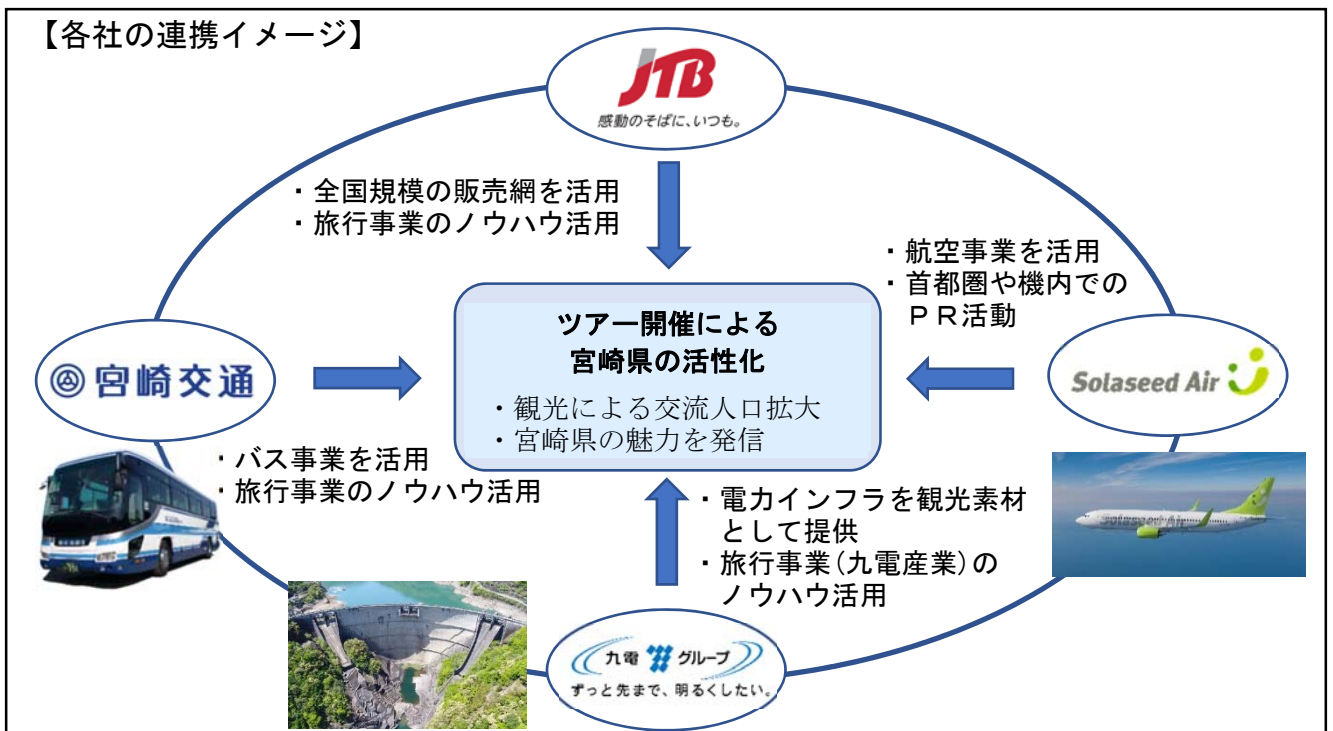 【各社の連携イメージ】
JTB
感動のそばに、いつも。
・全国規模の販売網を活用
・旅行事業のノウハウ活用
・航空事業を活用
・首都圏や機内での
ＰＲ活動
ツアー開催による
宮崎県の活性化
・観光による交流人口拡大
・宮崎県の魅力を発信
宮崎交通
Solaseed Air
・バス事業を活用
・旅行事業のノウハウ活用
・電力インフラを観光素材
として提供
・旅行事業(九電産業)の
ノウハウ活用
Solaseed Air
九電 グループ
ずっと先まで、明るくしたい。